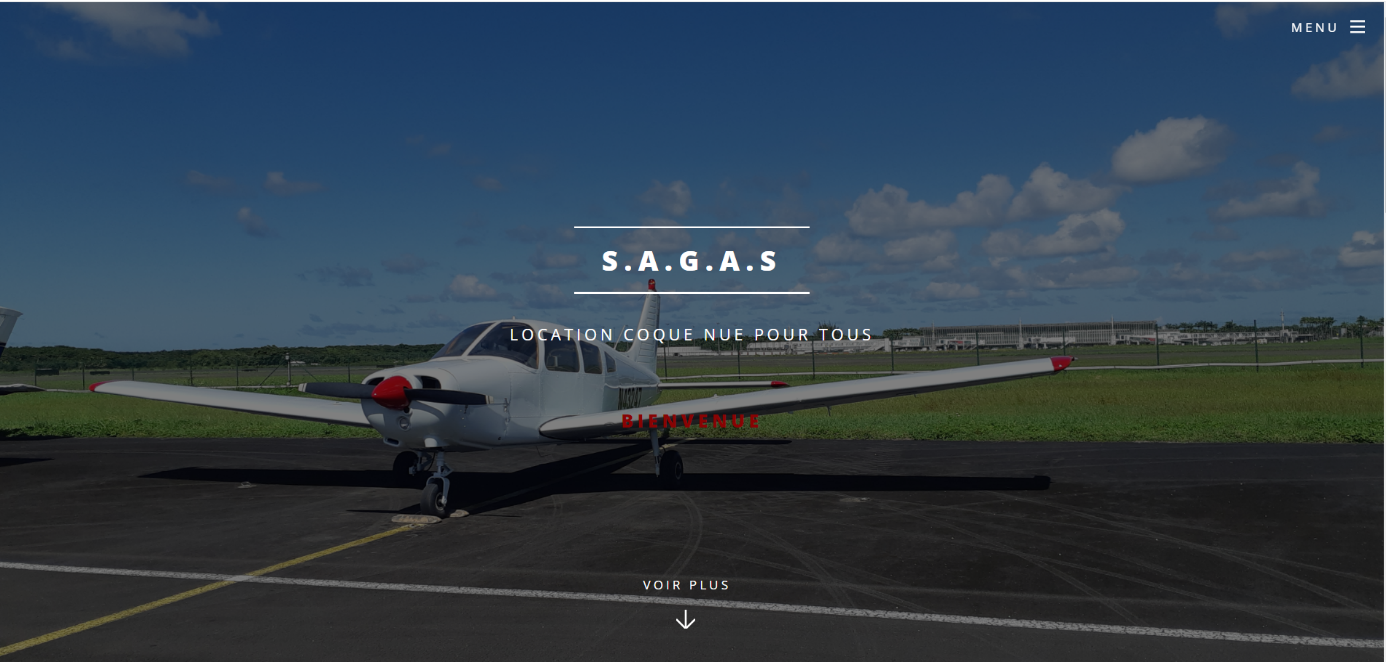 MENU
S.A.G.A.S
LOCATION COQUE NUE POUR TOUS
BIENVENUE
VOIR PLUS